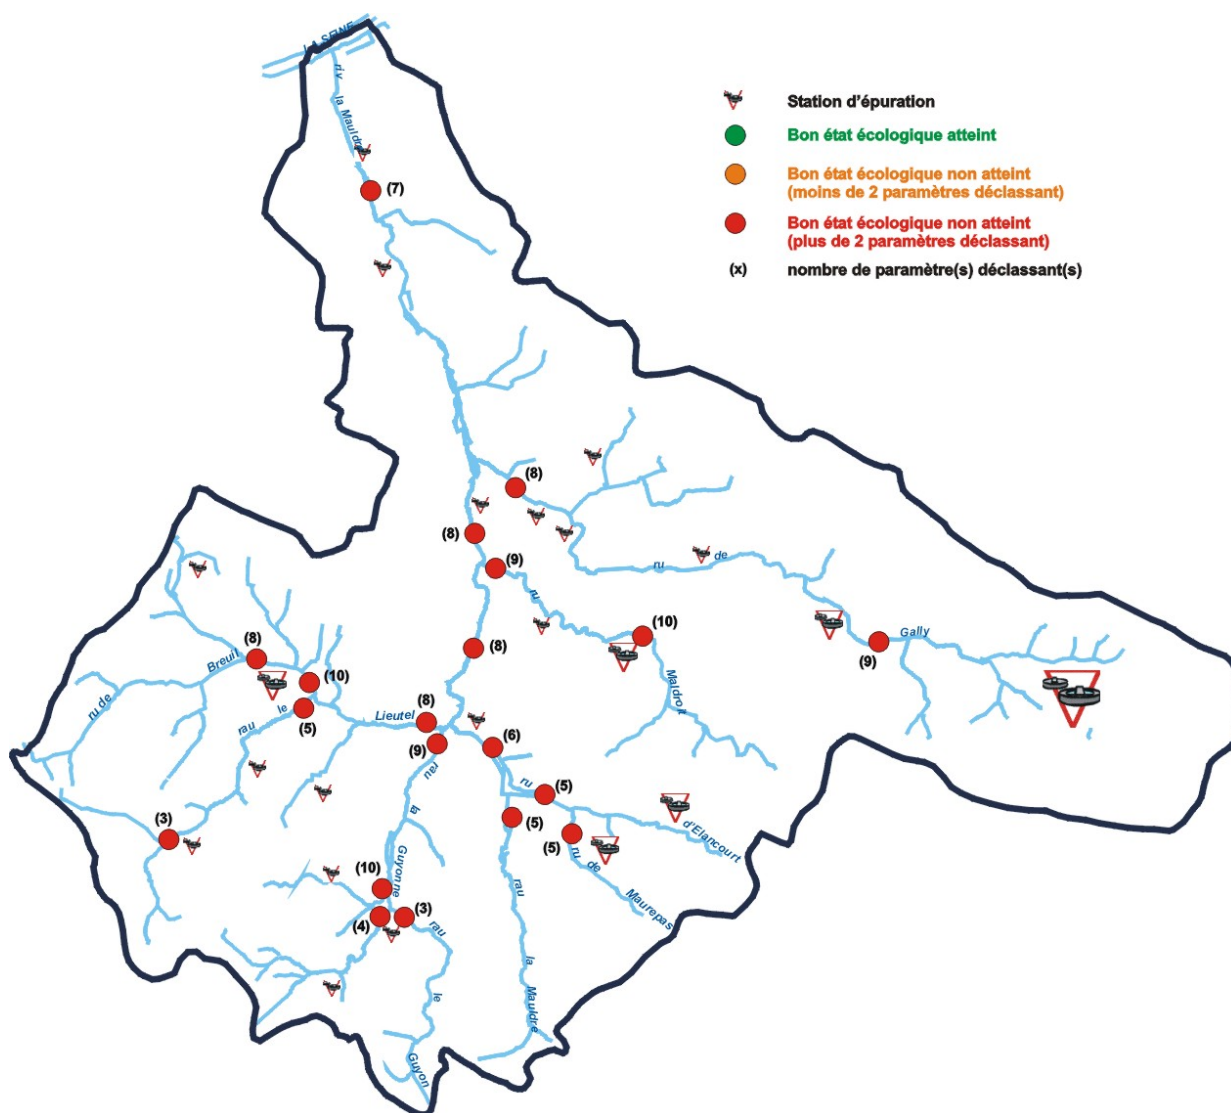 LA SEINE
riv
la Mauldre
Station d'épuration
Bon état écologique atteint
Bon état écologique non atteint
(moins de 2 paramètres déclassant)
Bon état écologique non atteint
(plus de 2 paramètres déclassant)
(x) nombre de paramètre(s) déclassant(s)
(7)
(8)
(8)
(9)
ru de
ru
(10)
(8)
(9)
Gally
(8)
Breuil
(10)
ru de
Maldroit
(5)
rau le
Lieutel
(8)
(9)
(6)
rau
ru
(5)
la
(3)
(5)
(5)
d'Elancourt
Guyonne
ru de
Maurepas
(10)
(4)
(3)
rau
rau
la
le
Mauldre
Guyon